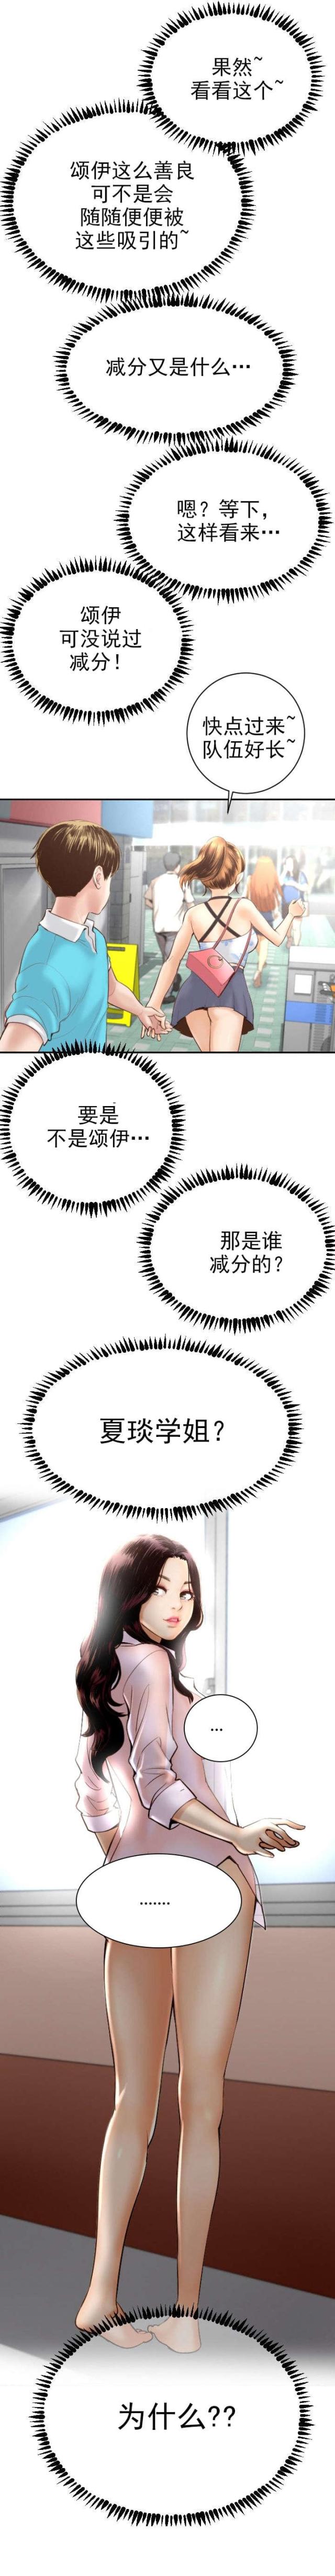 果然~
看看这个~
颂伊这么善良
可不是会
随随便便被
这些吸引的~
减分又是什么…
嗯？等下，
这样看来…
颂伊
可没说过
减分！
快点过来~
队伍好长~
要是
不是颂伊…
那是谁
减分的？
夏琰学姐？
...
.......
为什么??